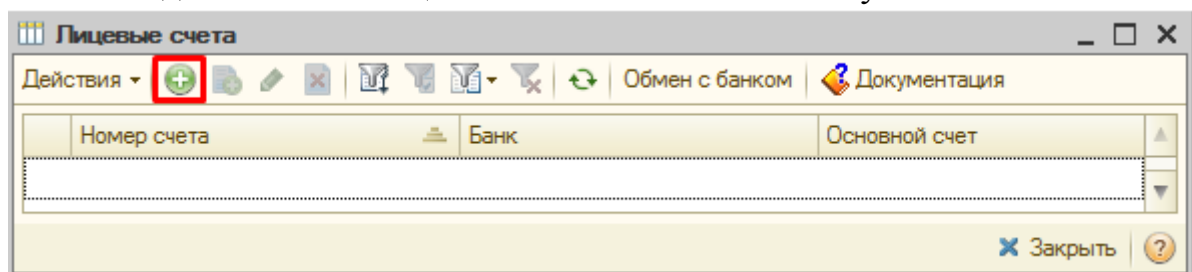 Лицевые счета
Действия Обмен с банком Документация
Номер счета Банк Основной счет
Закрыть ?